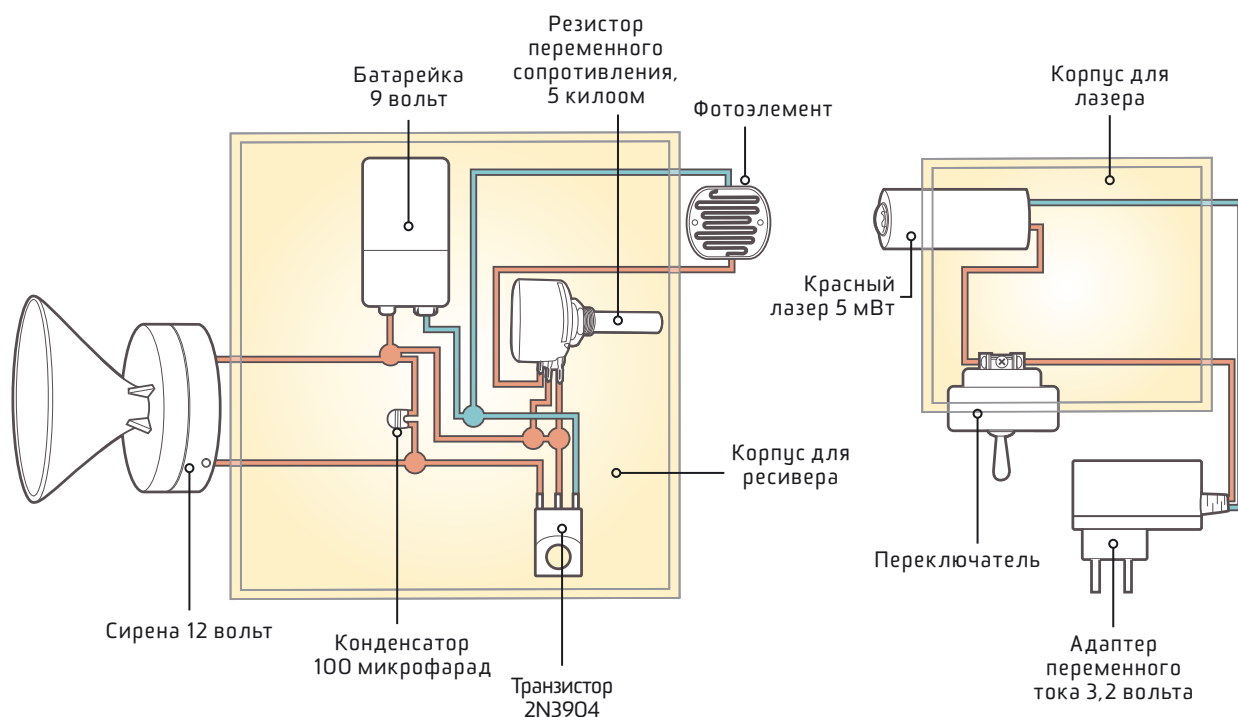 Резистор
переменного
сопротивления,
5 килоом
Батарейка
9 вольт
Фотоэлемент
Корпус для
лазера
Красный
лазер 5 мВт
Корпус для
ресивера
Переключатель
Сирена 12 вольт
Конденсатор
100 микрофарад
Транзистор
2N3904
Адаптер
переменного
тока 3,2 вольта